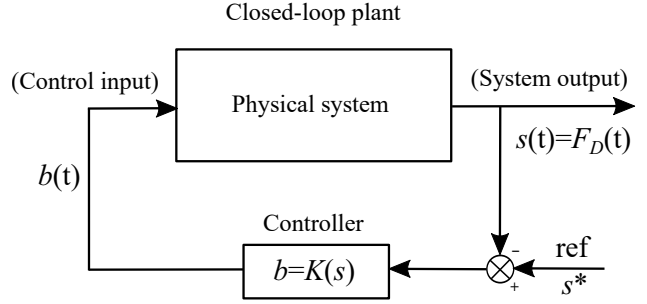 Closed-loop plant
(Control input)
Physical system
(System output)
s(t)=F_D(t)
b(t)
Controller
b=K(s)
-
+
ref
s*